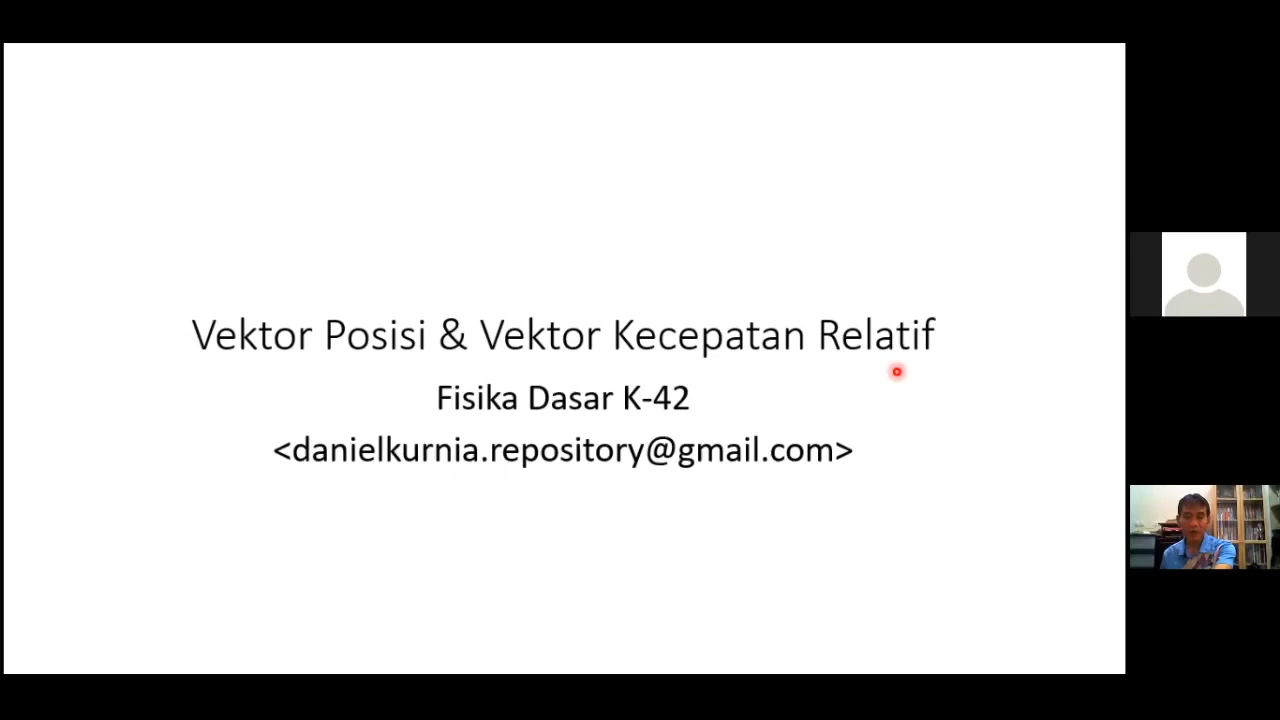 Vektor Posisi & Vektor Kecepatan Relatif
Fisika Dasar K-42
<danielkurnia.repository@gmail.com>